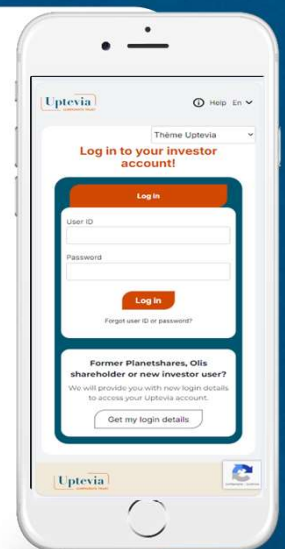 Uptevia
Help En
Thème Uptevia
Log in to your investor
account!
Log in
User ID
Password
Log in
Forgot user ID or password?
Former Planetshares, Olis
shareholder or new investor user?
We will provide you with new login details
to access your Uptevia account.
Get my login details
Uptevia